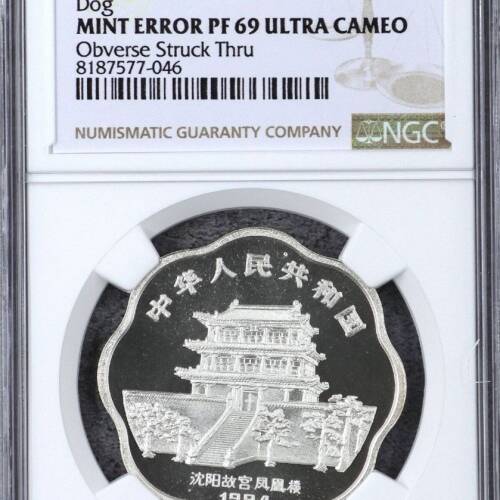 Dog
MINT ERROR PF 69 ULTRA CAMEO
Obverse Struck Thru
8187577-046
NUMISMATIC GUARANTY COMPANY
NGC
中华人民共和国
沈阳故宫凤凰楼
1994